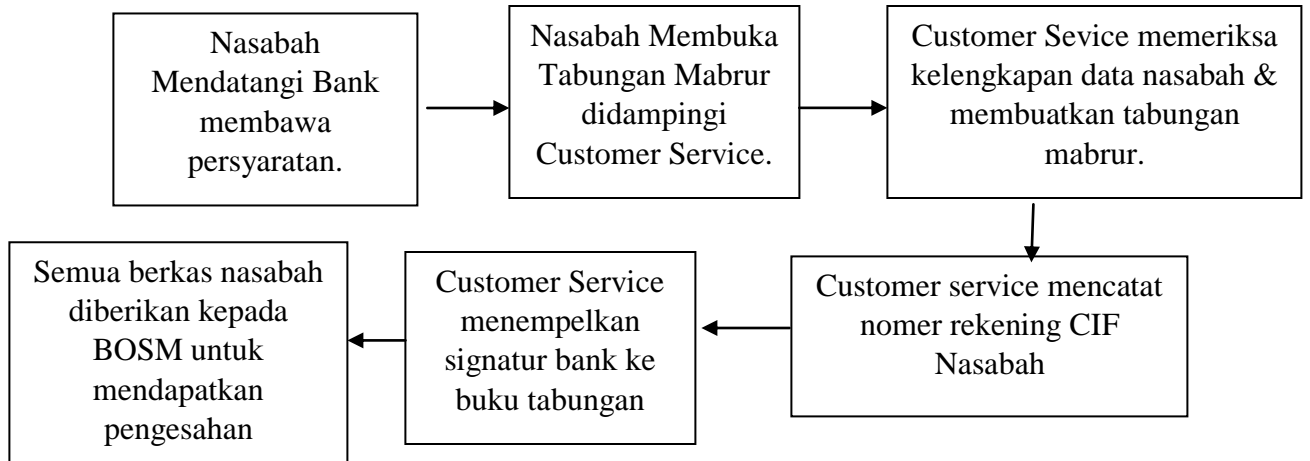 Nasabah
Mendatangi Bank
membawa
persyaratan.
Nasabah Membuka
Tabungan Mabrur
didampingi
Customer Service.
Customer Sevice memeriksa
kelengkapan data nasabah &
membuatkan tabungan
mabrur.
Customer service mencatat
nomer rekening CIF
Nasabah
Customer Service
menempelkan
signatur bank ke
buku tabungan
Semua berkas nasabah
diberikan kepada
BOSM untuk
mendapatkan
pengesahan